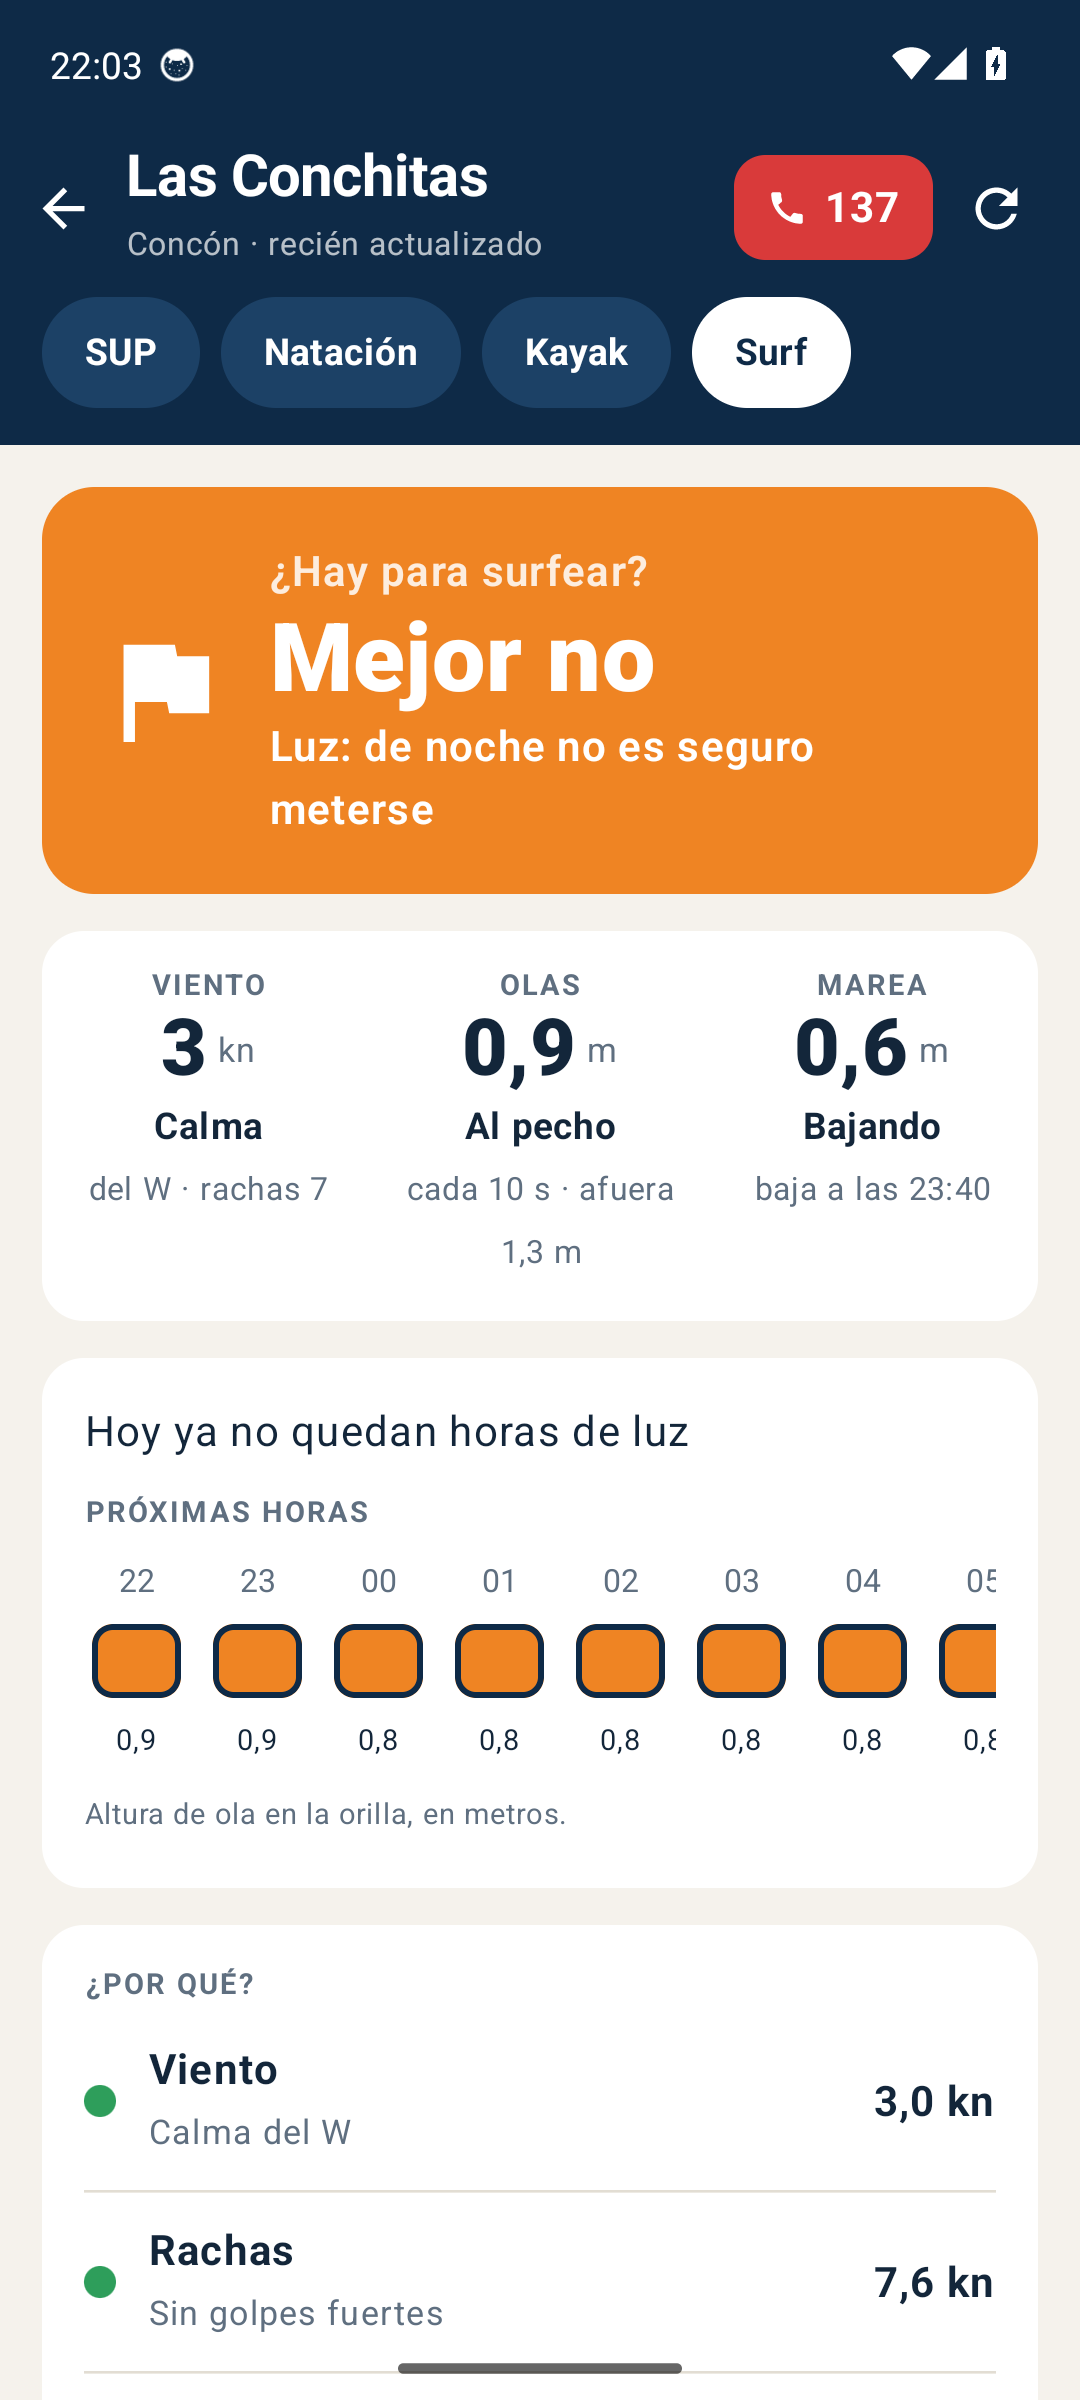 22:03
Las Conchitas
Concón · recién actualizado
137
SUP
Natación
Kayak
Surf
¿Hay para surfear?
Mejor no
Luz: de noche no es seguro
meterse
VIENTO
3 kn
Calma
del W · rachas 7
OLAS
0,9 m
Al pecho
cada 10 s · afuera
1,3 m
MAREA
0,6 m
Bajando
baja a las 23:40
Hoy ya no quedan horas de luz
PRÓXIMAS HORAS
22 23 00 01 02 03 04 05
0,9 0,9 0,8 0,8 0,8 0,8 0,8 0,8
Altura de ola en la orilla, en metros.
¿POR QUÉ?
Viento
Calma del W
3,0 kn
Rachas
Sin golpes fuertes
7,6 kn